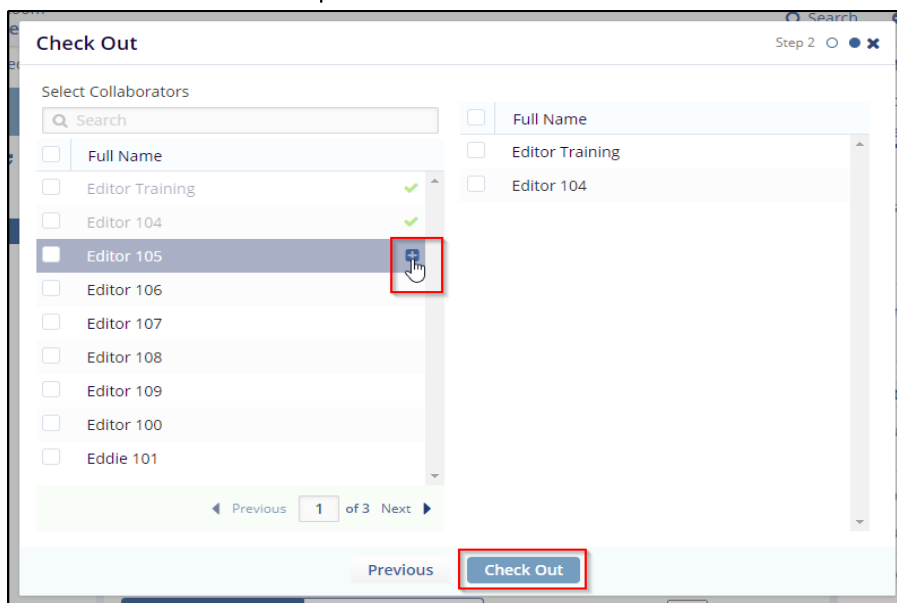 Search
Check Out
Step 2
Select Collaborators
Search
Full Name
Editor Training
Editor 104
Editor 105
Editor 106
Editor 107
Editor 108
Editor 109
Editor 100
Eddie 101
Previous 1 of 3 Next
Full Name
Editor Training
Editor 104
Previous
Check Out